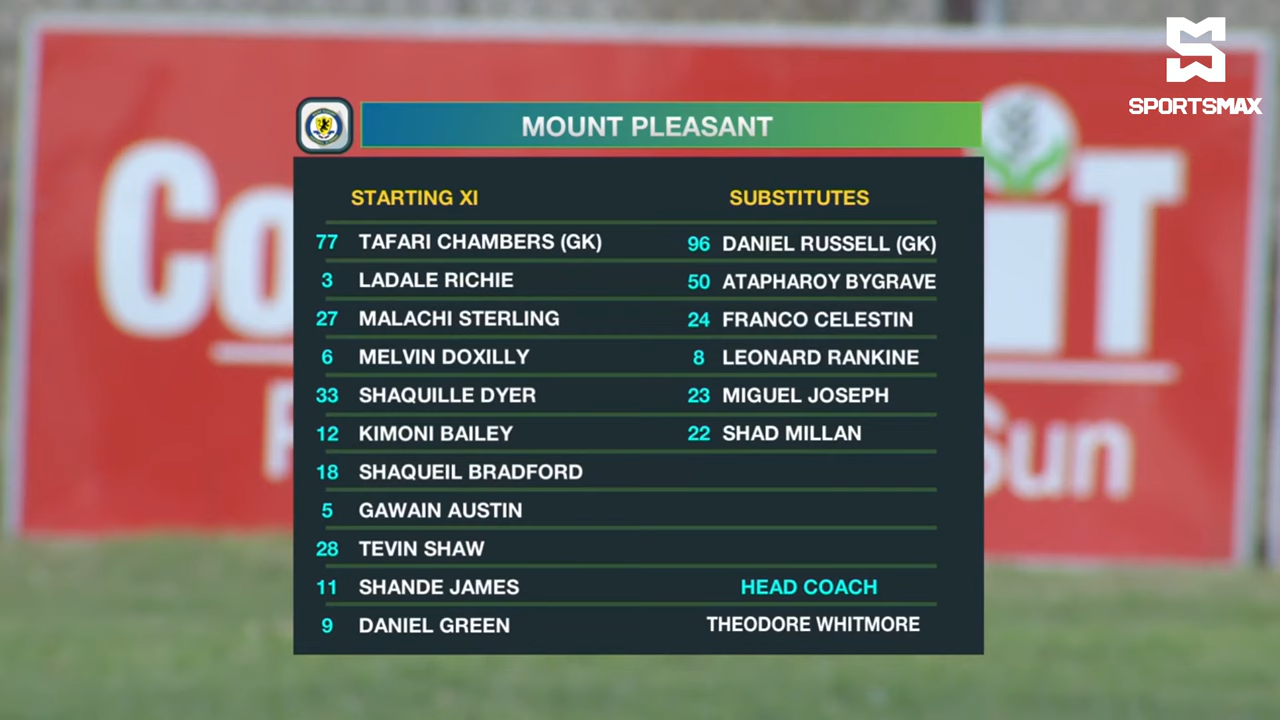 SPORTSMAX
MOUNT PLEASANT
STARTING XI
77 TAFARI CHAMBERS (GK)
3 LADALE RICHIE
27 MALACHI STERLING
6 MELVIN DOXILLY
33 SHAQUILLE DYER
12 KIMONI BAILEY
18 SHAQUEIL BRADFORD
5 GAWAIN AUSTIN
28 TEVIN SHAW
11 SHANDE JAMES
9 DANIEL GREEN
SUBSTITUTES
96 DANIEL RUSSELL (GK)
50 ATAPHAROY BYGRAVE
24 FRANCO CELESTIN
8 LEONARD RANKINE
23 MIGUEL JOSEPH
22 SHAD MILLAN
HEAD COACH
THEODORE WHITMORE
Sun